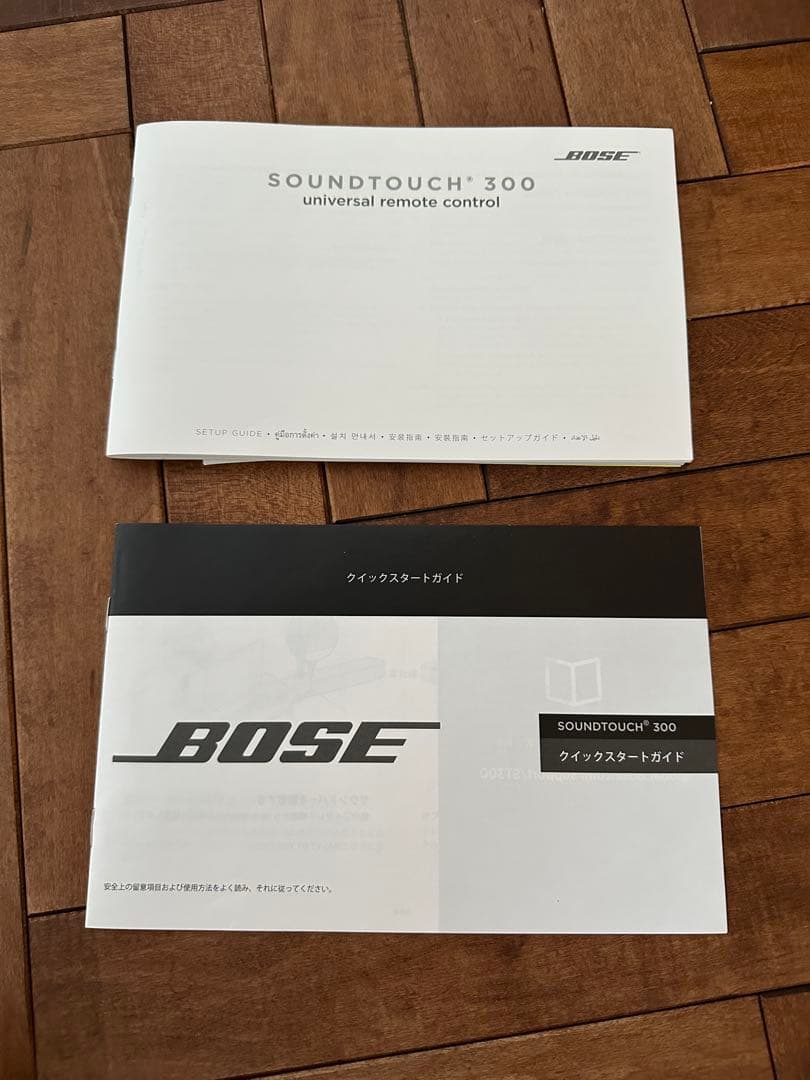 BOSE
SOUNDTOUCH® 300
universal remote control
SETUP GUIDE • คู่มือการตั้งค่า • 설치 안내서 • 安装指南 • 安裝指南 • セットアップガイド • دليل الإعداد
クイックスタートガイド
BOSE
SOUNDTOUCH® 300
クイックスタートガイド
安全上の留意項目および使用方法をよく読み、それに従ってください。